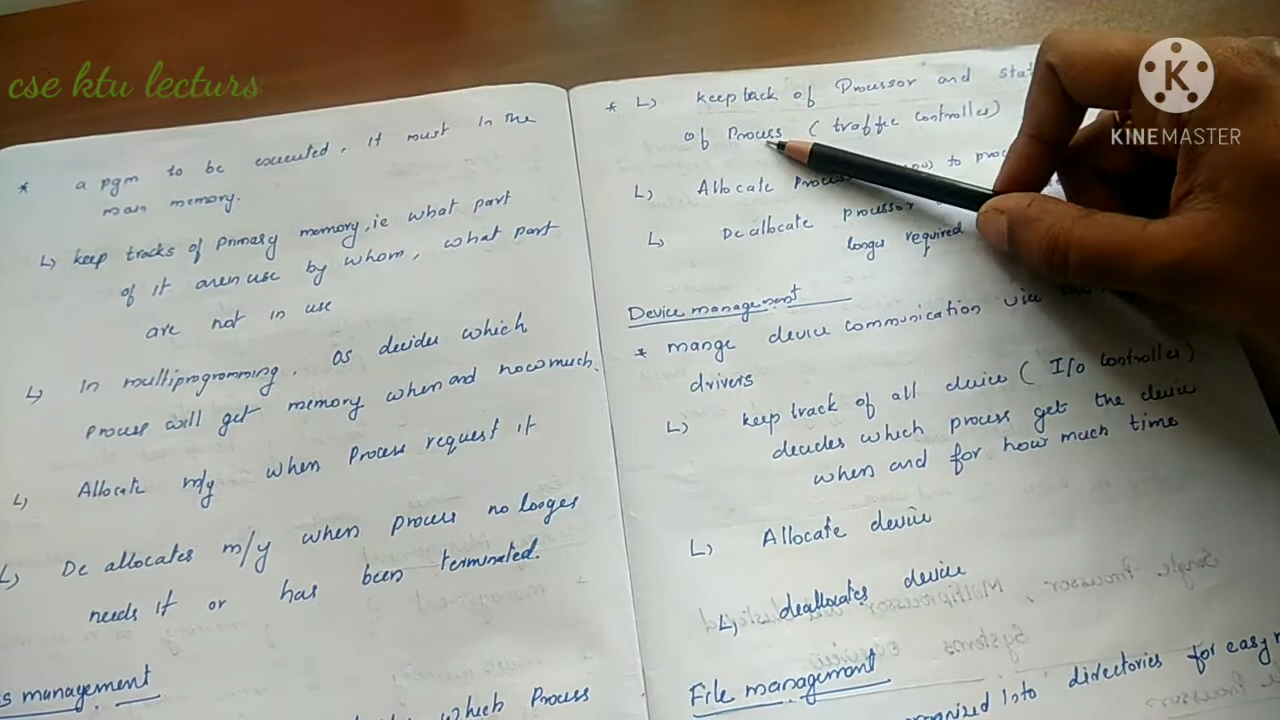 cse ktu lecturs
* a pgm to be executed, it must in the
main memory.
↳ keep tracks of primary memory, ie what part
of it are in use by whom, what part
are not in use
↳ In multiprogramming, OS decides which
process will get memory when and how much.
↳ Allocate m/y when process request it
↳ De allocates m/y when process no longer
needs it or has been terminated.
management
which Process
* ↳ keep track of Processor and
of Process (traffic controller)
↳ Allocate to
↳ De allocate processor
longer required
Device management
* mange device communication via
drivers
↳ keep track of all device (I/o controller)
decides which process get the device
when and for how much time
↳ Allocate device
↳ deallocates device
File management
into directories for easy
KINEMASTER